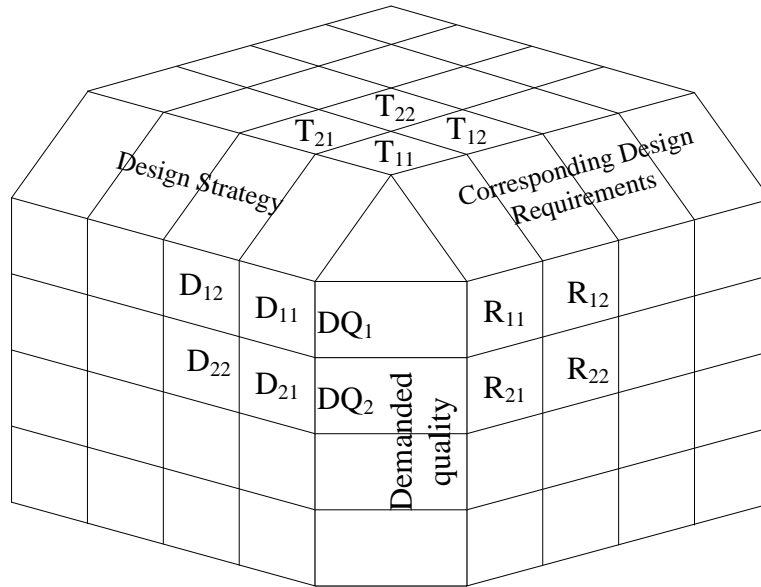 T₂₂
T₂₁
T₁₂
T₁₁
Design Strategy
Corresponding Design
Requirements
D₁₂
D₁₁
DQ₁
R₁₁
R₁₂
D₂₂
D₂₁
DQ₂
R₂₁
R₂₂
Demanded
quality